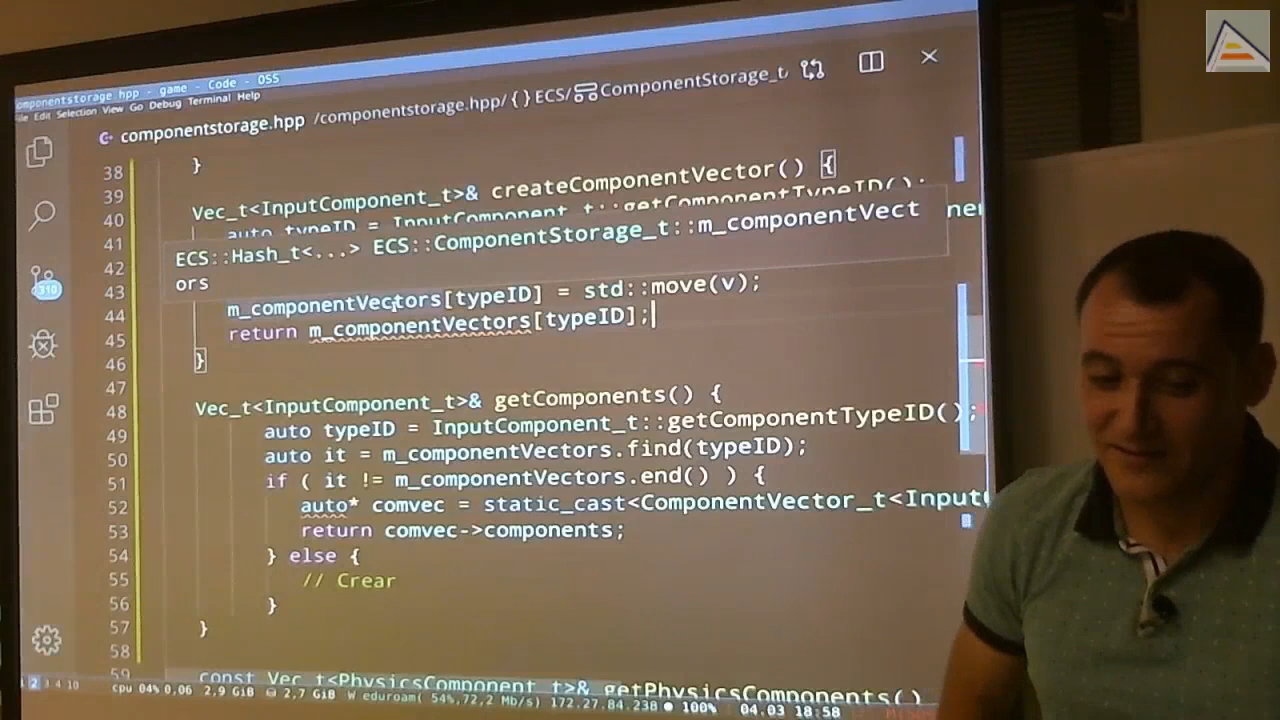 componentstorage.hpp - game - Code - OSS
File Edit Selection View Go Debug Terminal Help
componentstorage.hpp /componentstorage.hpp/ {} ECS/ ComponentStorage_t
38 }
39
40 Vec_t<InputComponent_t>& createComponentVector() {
41 auto typeID = InputComponent_t::getComponentTypeID();
42
ECS::Hash_t<...> ECS::ComponentStorage_t::m_componentVect
ors
43
44 m_componentVectors[typeID] = std::move(v);
45 return m_componentVectors[typeID];
46 }
47
48 Vec_t<InputComponent_t>& getComponents() {
49 auto typeID = InputComponent_t::getComponentTypeID();
50 auto it = m_componentVectors.find(typeID);
51 if ( it != m_componentVectors.end() ) {
52 auto* comvec = static_cast<ComponentVector_t<Input
53 return comvec->components;
54 } else {
55 // Crear
56 }
57 }
58
59 const Vec_t<PhysicsComponent_t>& getPhysicsComponents()
310
2 3 4 10 cpu 04% 0,06 2,9 GiB 2,7 GiB W eduroam( 54%,72,2 Mb/s) 172.27.84.238 100% 04.03 18:58